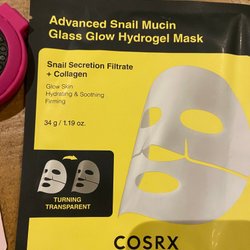 Advanced Snail Mucin
Glass Glow Hydrogel Mask
Snail Secretion Filtrate
+ Collagen
Glow Skin
Hydrating & Soothing
Firming
34 g / 1.19 oz.
TURNING
TRANSPARENT
COSRX